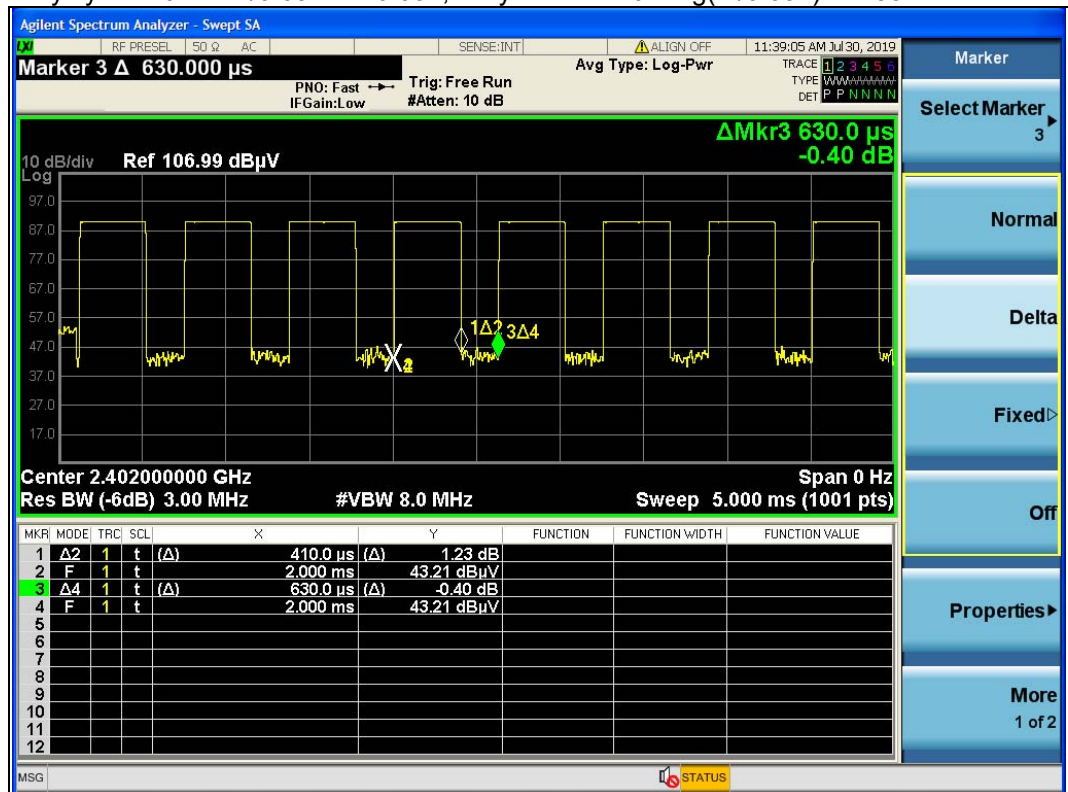 Agilent Spectrum Analyzer - Swept SA
LXI RF PRESEL 50 Ω AC SENSE:INT ALIGN OFF 11:39:05 AM Jul 30, 2019
Marker 3 Δ 630.000 µs
PNO: Fast
IFGain:Low
Trig: Free Run
#Atten: 10 dB
Avg Type: Log-Pwr
TRACE 1 2 3 4 5 6
TYPE
DET P P N N N N
ΔMkr3 630.0 µs
-0.40 dB
10 dB/div Ref 106.99 dBµV
Log
97.0
87.0
77.0
67.0
57.0
47.0
37.0
27.0
17.0
1Δ2 3Δ4
Center 2.402000000 GHz Span 0 Hz
Res BW (-6dB) 3.00 MHz #VBW 8.0 MHz Sweep 5.000 ms (1001 pts)
MKR MODE TRC SCL X Y FUNCTION FUNCTION WIDTH FUNCTION VALUE
1 Δ2 1 t (Δ) 410.0 µs (Δ) 1.23 dB
2 F 1 t 2.000 ms 43.21 dBµV
3 Δ4 1 t (Δ) 630.0 µs (Δ) -0.40 dB
4 F 1 t 2.000 ms 43.21 dBµV
5
6
7
8
9
10
11
12
MSG STATUS
Marker
Select Marker
3
Normal
Delta
Fixed
Off
Properties
More
1 of 2